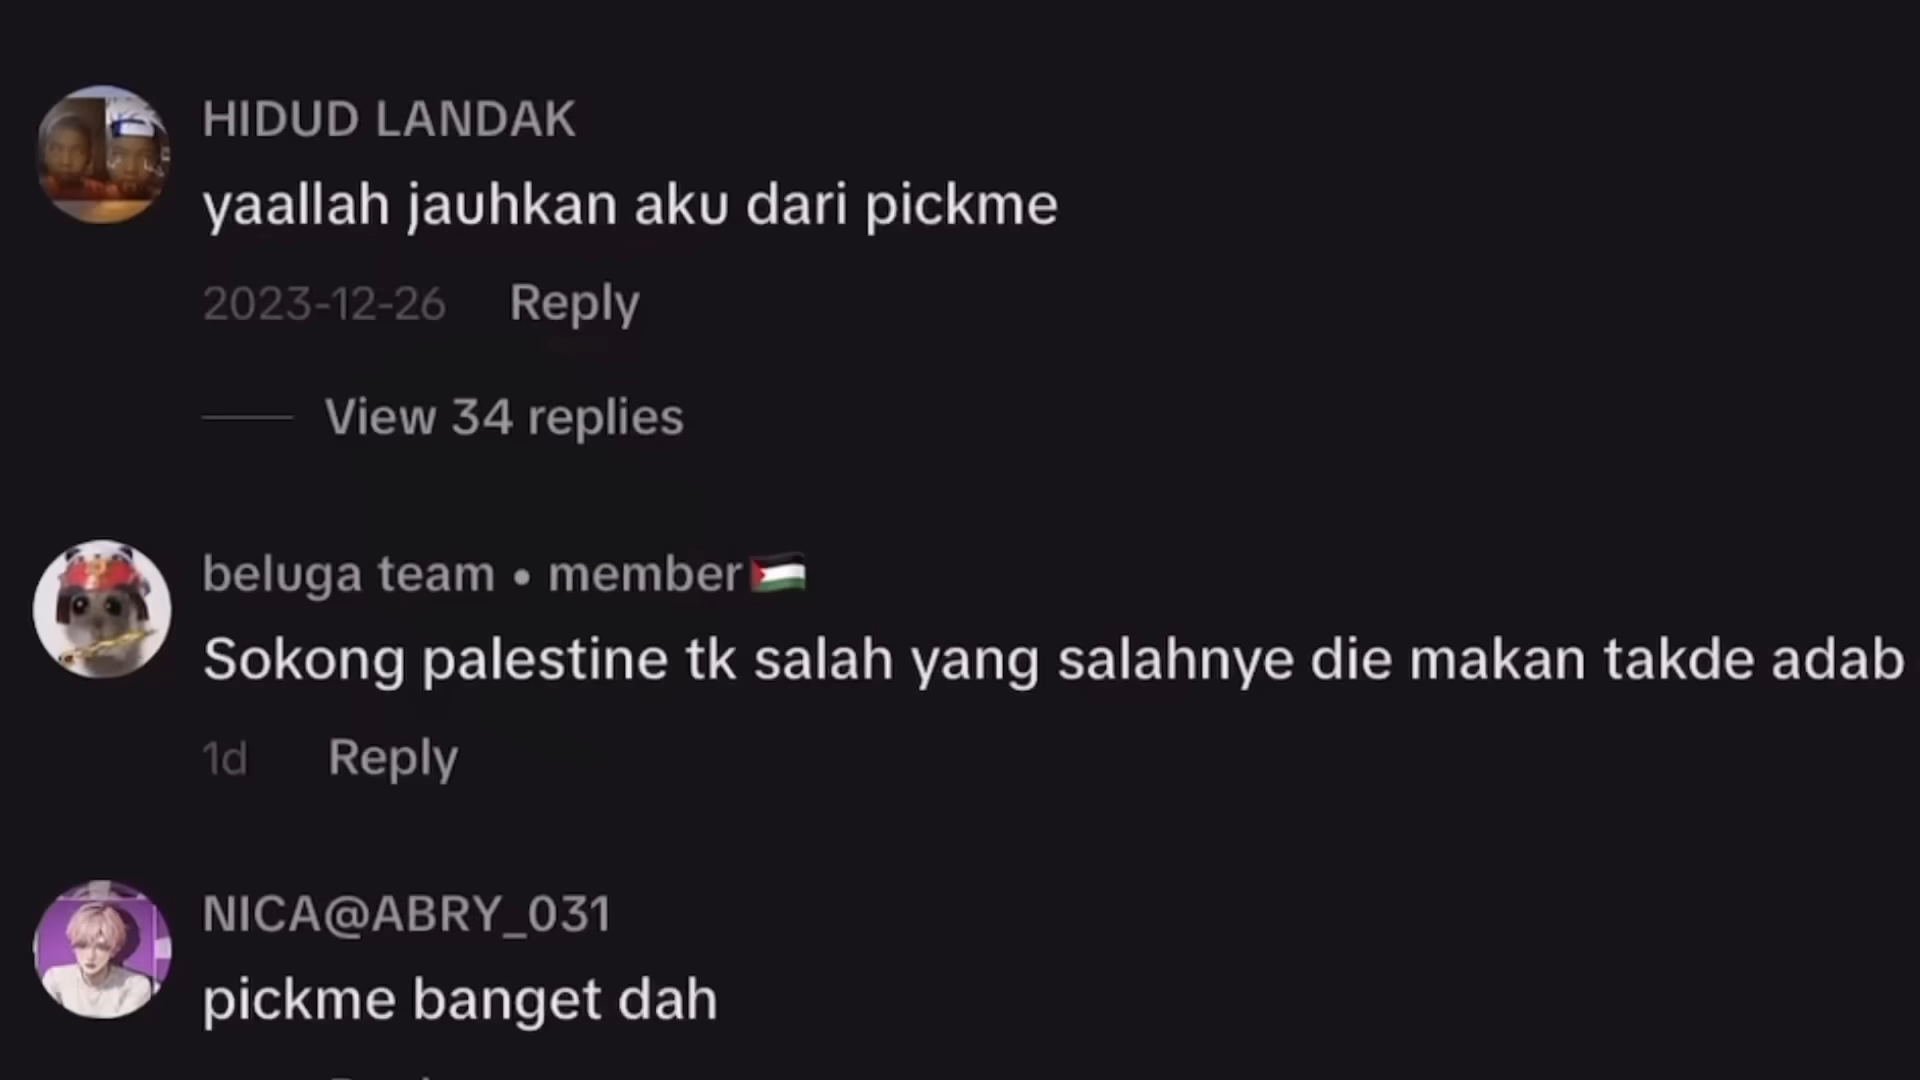 HIDUD LANDAK
yaallah jauhkan aku dari pickme
2023-12-26 Reply
View 34 replies
beluga team • member🇵🇸
Sokong palestine tk salah yang salahnye die makan takde adab
1d Reply
NICA@ABRY_031
pickme banget dah